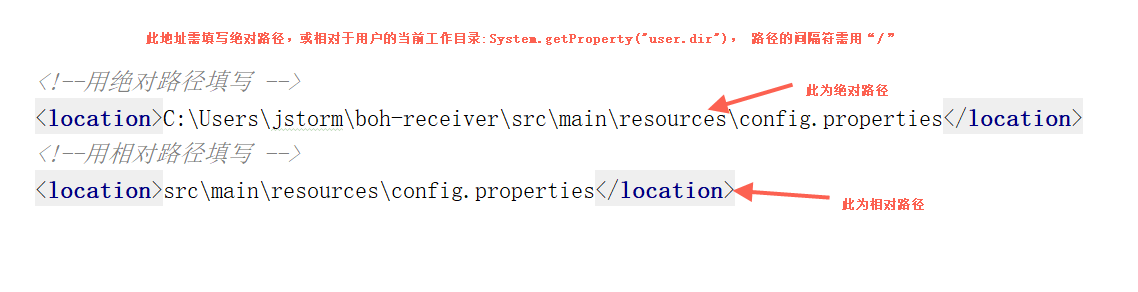 此地址需填写绝对路径，或相对于用户的当前工作目录:System.getProperty("user.dir")， 路径的间隔符需用“/”
<!--用绝对路径填写 -->
此为绝对路径
<location>C:\Users\jstorm\boh-receiver\src\main\resources\config.properties</location>
<!--用相对路径填写 -->
<location>src\main\resources\config.properties</location>
此为相对路径